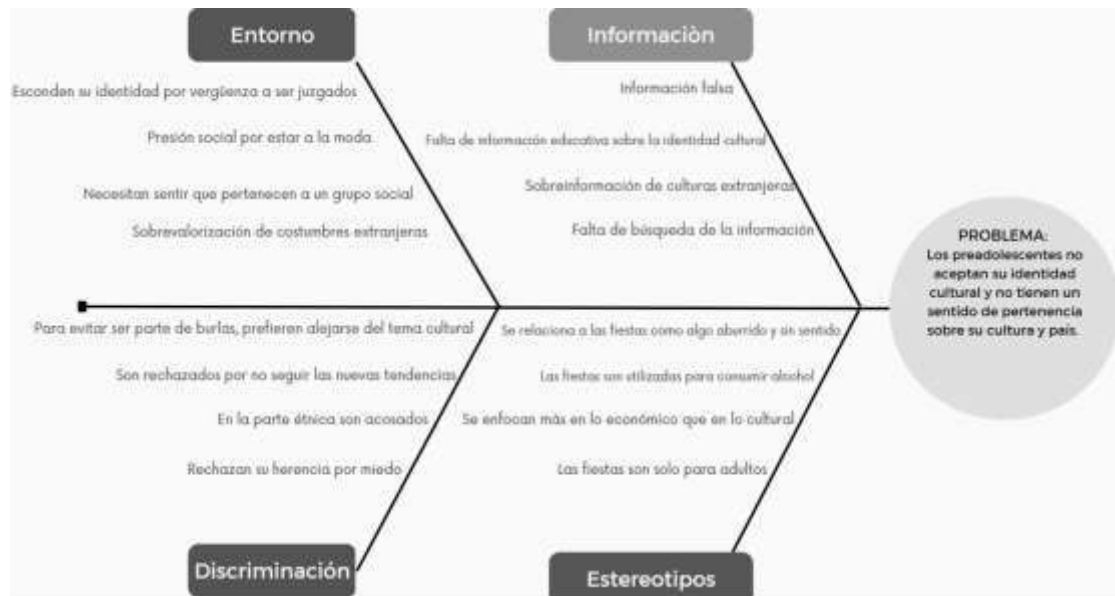 Entorno
Informaciòn
Esconden su identidad por vergüenza a ser juzgados
Presión social por estar a la moda.
Necesitan sentir que pertenecen a un grupo social
Sobrevalorización de costumbres extranjeras
Información falsa
Falta de información educativa sobre la identidad cultural
Sobreinformación de culturas extranjeras
Falta de búsqueda de la información
PROBLEMA:
Los preadolescentes no
aceptan su identidad
cultural y no tienen un
sentido de pertenencia
sobre su cultura y país.
Para evitar ser parte de burlas, prefieren alejarse del tema cultural
Son rechazados por no seguir las nuevas tendencias
En la parte étnica son acosados
Rechazan su herencia por miedo
Se relaciona a las fiestas como algo aburrido y sin sentido
Las fiestas son utilizadas para consumir alcohol
Se enfocan más en lo económico que en lo cultural
Las fiestas son solo para adultos
Discriminación
Estereotipos